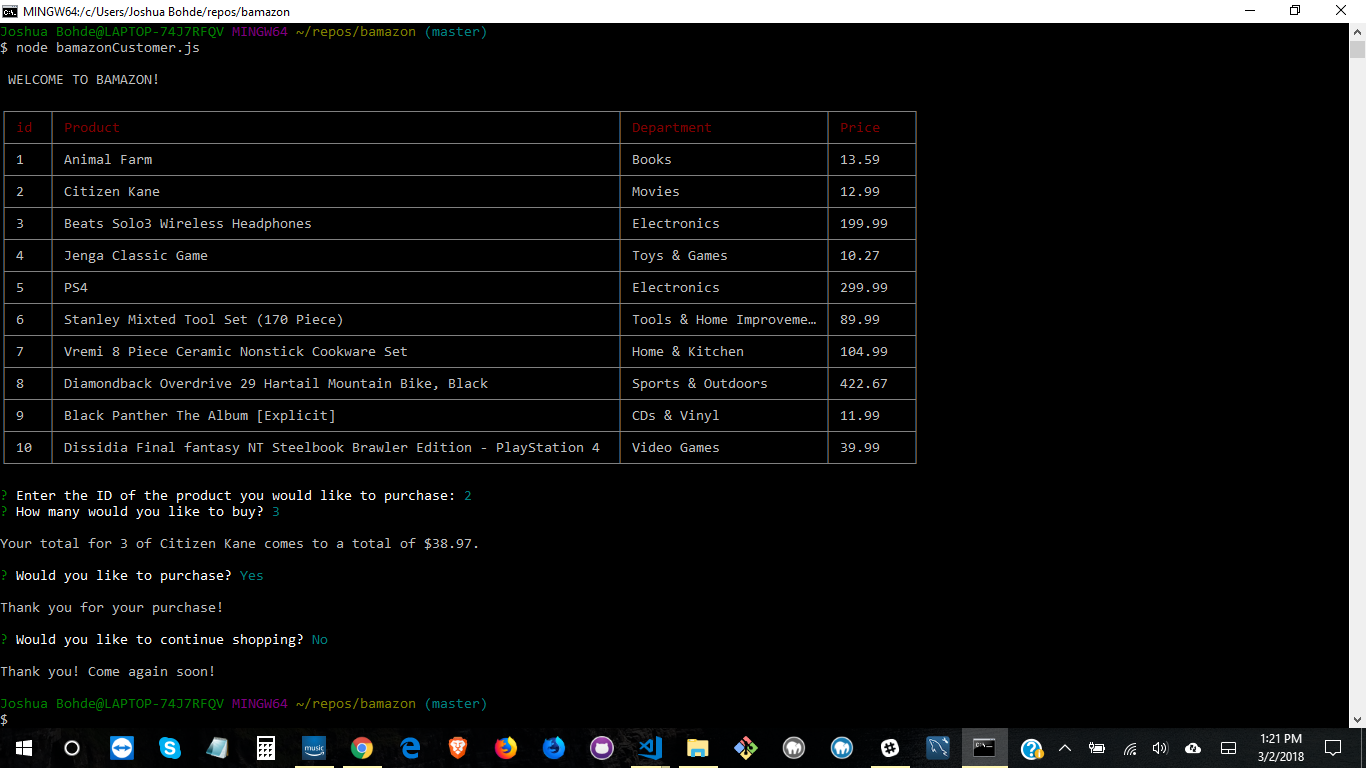 MINGW64:/c/Users/Joshua Bohde/repos/bamazon
Joshua Bohde@LAPTOP-74J7RFQV MINGW64 ~/repos/bamazon (master)
$ node bamazonCustomer.js
WELCOME TO BAMAZON!
id Product Department Price
1 Animal Farm Books 13.59
2 Citizen Kane Movies 12.99
3 Beats Solo3 Wireless Headphones Electronics 199.99
4 Jenga Classic Game Toys & Games 10.27
5 PS4 Electronics 299.99
6 Stanley Mixted Tool Set (170 Piece) Tools & Home Improveme… 89.99
7 Vremi 8 Piece Ceramic Nonstick Cookware Set Home & Kitchen 104.99
8 Diamondback Overdrive 29 Hartail Mountain Bike, Black Sports & Outdoors 422.67
9 Black Panther The Album [Explicit] CDs & Vinyl 11.99
10 Dissidia Final fantasy NT Steelbook Brawler Edition - PlayStation 4 Video Games 39.99
? Enter the ID of the product you would like to purchase: 2
? How many would you like to buy? 3
Your total for 3 of Citizen Kane comes to a total of $38.97.
? Would you like to purchase? Yes
Thank you for your purchase!
? Would you like to continue shopping? No
Thank you! Come again soon!
Joshua Bohde@LAPTOP-74J7RFQV MINGW64 ~/repos/bamazon (master)
$
music
1:21 PM
3/2/2018